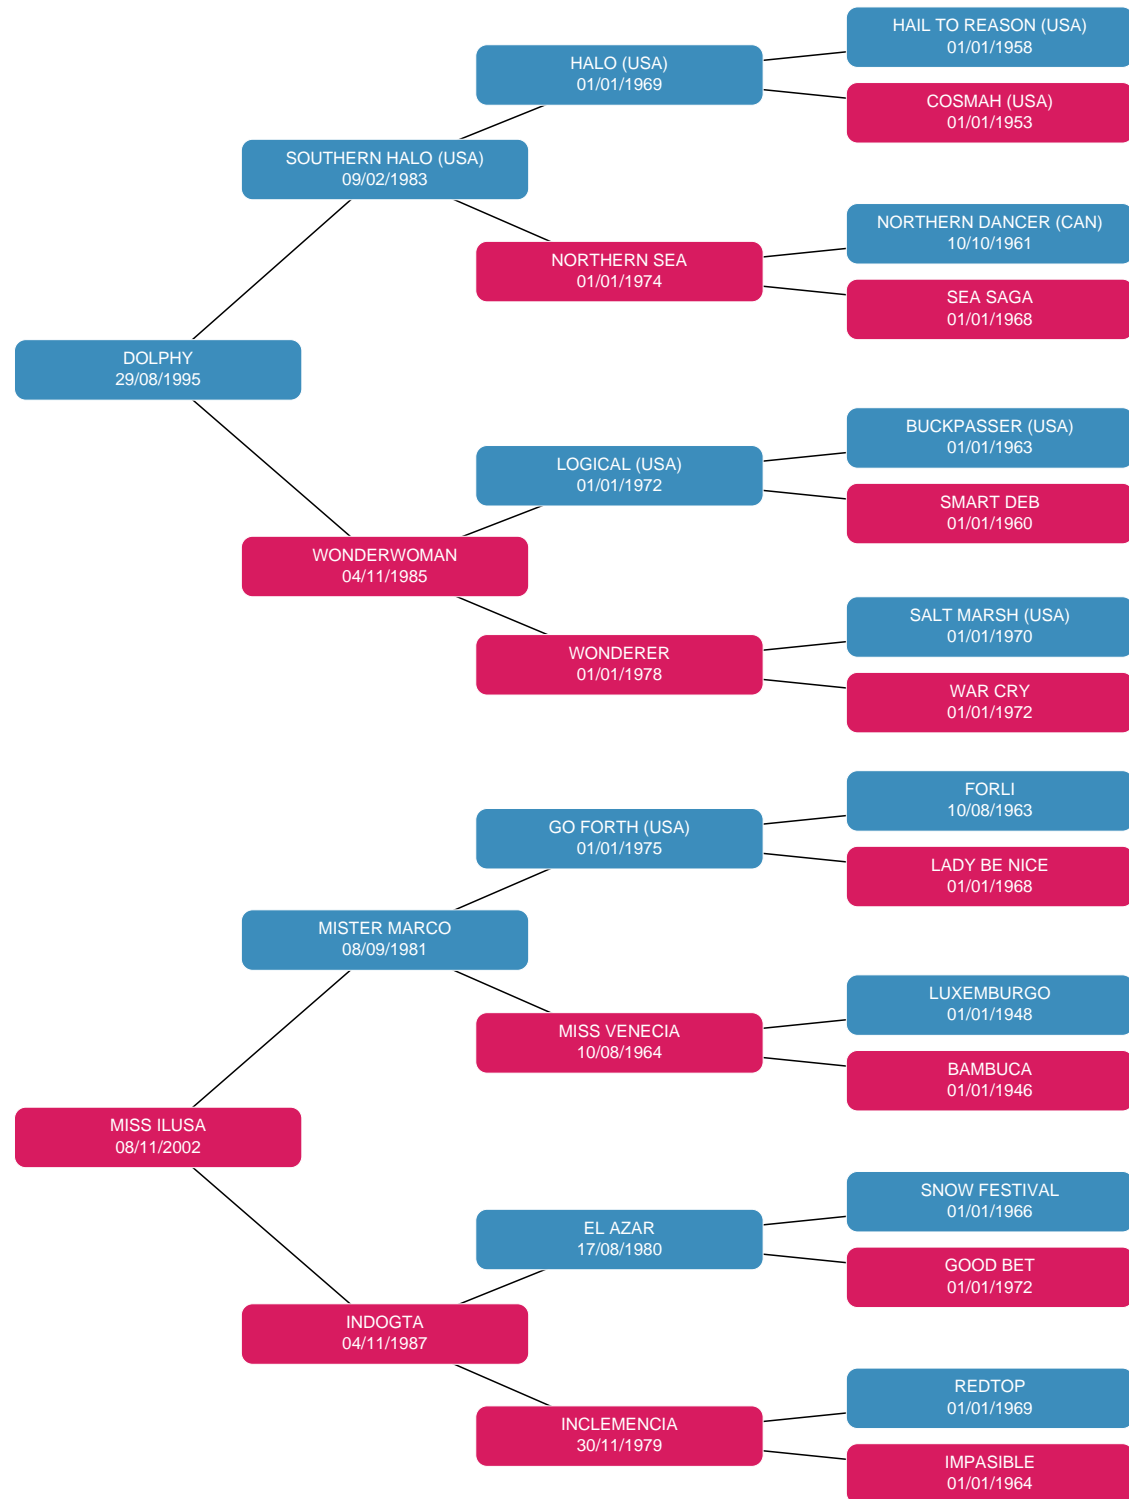 HAIL TO REASON (USA)
01/01/1958
HALO (USA)
01/01/1969
COSMAH (USA)
01/01/1953
SOUTHERN HALO (USA)
09/02/1983
NORTHERN DANCER (CAN)
10/10/1961
NORTHERN SEA
01/01/1974
SEA SAGA
01/01/1968
DOLPHY
29/08/1995
BUCKPASSER (USA)
01/01/1963
LOGICAL (USA)
01/01/1972
SMART DEB
01/01/1960
WONDERWOMAN
04/11/1985
SALT MARSH (USA)
01/01/1970
WONDERER
01/01/1978
WAR CRY
01/01/1972
FORLI
10/08/1963
GO FORTH (USA)
01/01/1975
LADY BE NICE
01/01/1968
MISTER MARCO
08/09/1981
LUXEMBURGO
01/01/1948
MISS VENECIA
10/08/1964
BAMBUCA
01/01/1946
MISS ILUSA
08/11/2002
SNOW FESTIVAL
01/01/1966
EL AZAR
17/08/1980
GOOD BET
01/01/1972
INDOGTA
04/11/1987
REDTOP
01/01/1969
INCLEMENCIA
30/11/1979
IMPASIBLE
01/01/1964